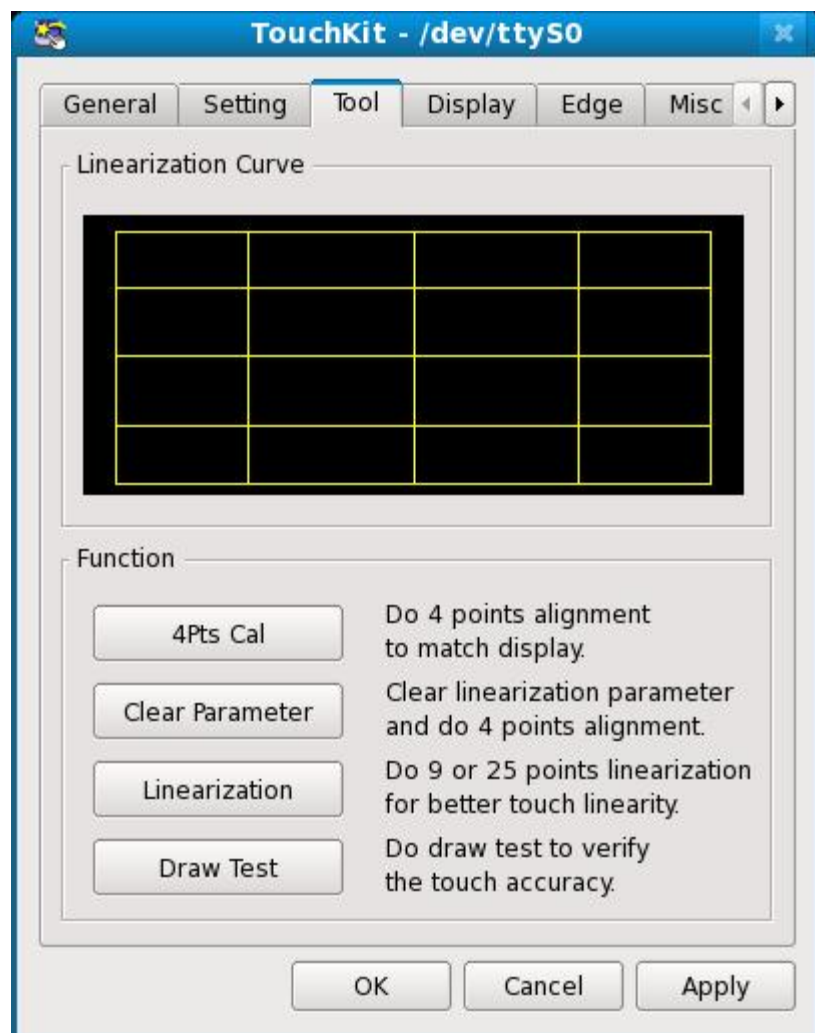 TouchKit - /dev/ttyS0
General Setting Tool Display Edge Misc
Linearization Curve
Function
4Pts Cal
Do 4 points alignment
to match display.
Clear Parameter
Clear linearization parameter
and do 4 points alignment.
Linearization
Do 9 or 25 points linearization
for better touch linearity.
Draw Test
Do draw test to verify
the touch accuracy.
OK Cancel Apply